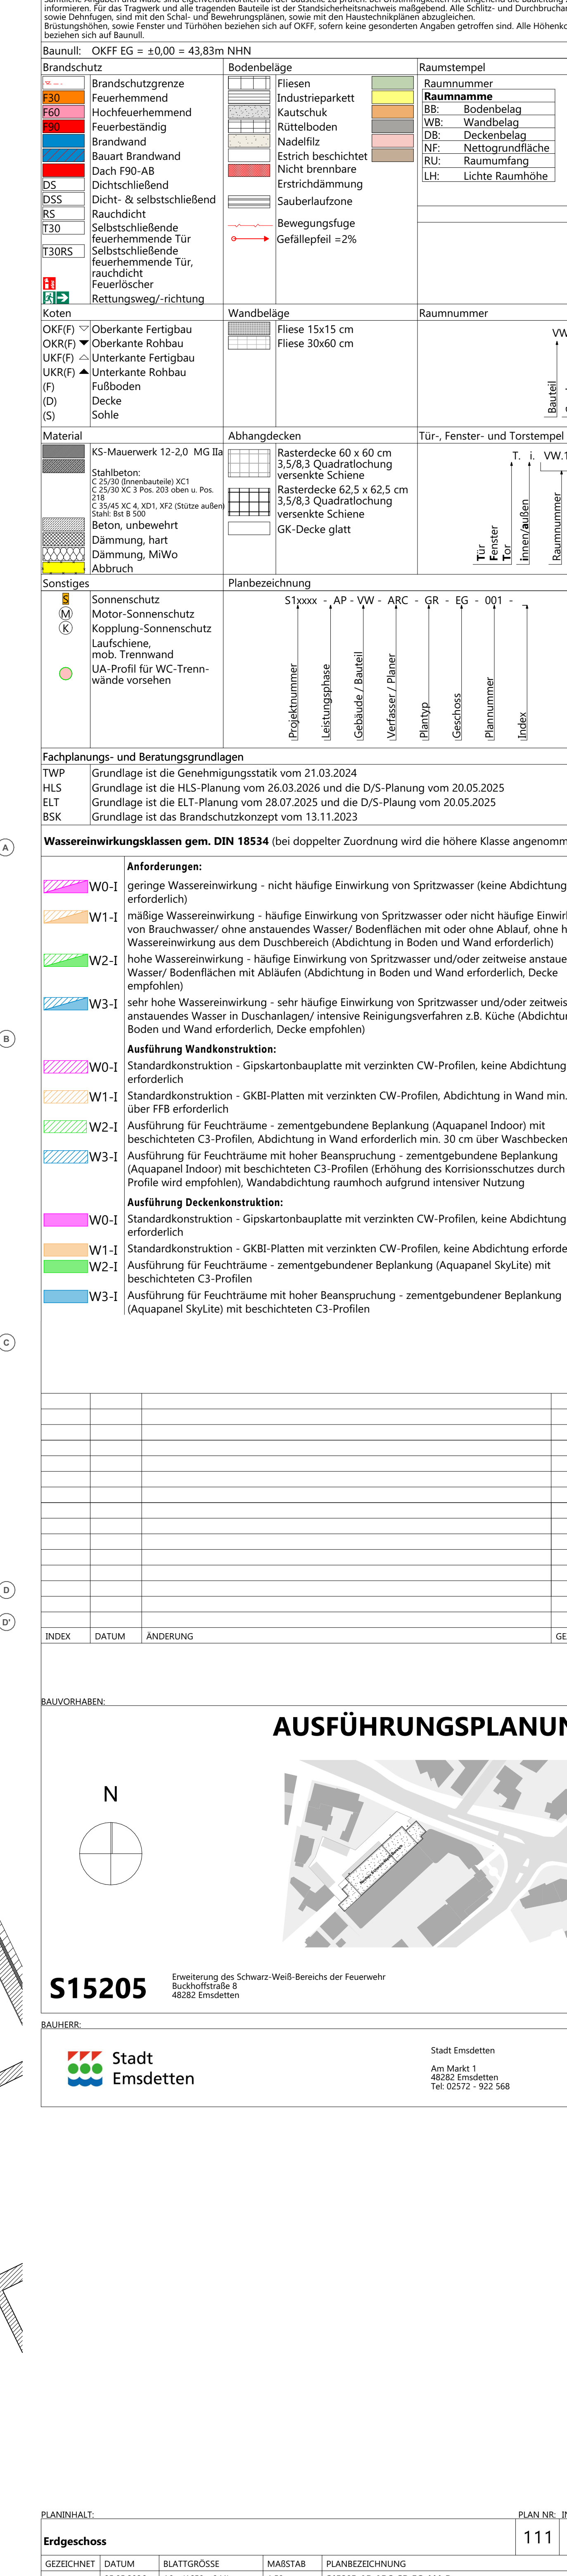 informieren. Für das Tragwerk und alle tragenden Bauteile ist der Standsicherheitsnachweis maßgebend. Alle Schlitz- und
sowie Dehnfugen, sind mit den Schal- und Bewehrungsplänen, sowie mit den Haustechnikplänen abzugleichen.
Brüstungshöhen, sowie Fenster und Türhöhen beziehen sich auf OKFF, sofern keine gesonderten Angaben getroffen sind. Alle
beziehen sich auf Baunull.
Baunull: OKFF EG = ±0,00 = 43,83m NHN
Brandschutz
Brandschutzgrenze
F30 Feuerhemmend
F60 Hochfeuerhemmend
F90 Feuerbeständig
Brandwand
Bauart Brandwand
Dach F90-AB
DS Dichtschließend
DSS Dicht- & selbstschließend
RS Rauchdicht
T30 Selbstschließende
feuerhemmende Tür
T30RS Selbstschließende
feuerhemmende Tür,
rauchdicht
Feuerlöscher
Rettungsweg/-richtung
Bodenbeläge
Fliesen
Industrieparkett
Kautschuk
Rüttelboden
Nadelfilz
Estrich beschichtet
Nicht brennbare
Erstrichdämmung
Sauberlaufzone
Bewegungsfuge
Gefällepfeil =2%
Raumstempel
Raumnummer
Raumnamme
BB: Bodenbelag
WB: Wandbelag
DB: Deckenbelag
NF: Nettogrundfläche
RU: Raumumfang
LH: Lichte Raumhöhe
Koten
OKF(F) Oberkante Fertigbau
OKR(F) Oberkante Rohbau
UKF(F) Unterkante Fertigbau
UKR(F) Unterkante Rohbau
(F) Fußboden
(D) Decke
(S) Sohle
Wandbeläge
Fliese 15x15 cm
Fliese 30x60 cm
Raumnummer
VW
Bauteil
Material
KS-Mauerwerk 12-2,0 MG IIa
Stahlbeton:
C 25/30 (Innenbauteile) XC1
C 25/30 XC 3 Pos. 203 oben u. Pos.
218
C 35/45 XC 4, XD1, XF2 (Stütze außen)
Stahl: Bst B 500
Beton, unbewehrt
Dämmung, hart
Dämmung, MiWo
Abbruch
Abhangdecken
Rasterdecke 60 x 60 cm
3,5/8,3 Quadratlochung
versenkte Schiene
Rasterdecke 62,5 x 62,5 cm
3,5/8,3 Quadratlochung
versenkte Schiene
GK-Decke glatt
Tür-, Fenster- und Torstempel
T. i. VW.1
Tür
Fenster
Tor
innen/außen
Raumnummer
Sonstiges
S Sonnenschutz
M Motor-Sonnenschutz
K Kopplung-Sonnenschutz
Laufschiene,
mob. Trennwand
UA-Profil für WC-Trenn-
wände vorsehen
Planbezeichnung
S1xxxx - AP - VW - ARC - GR - EG - 001 -
Projektnummer
Leistungsphase
Gebäude / Bauteil
Verfasser / Planer
Plantyp
Geschoss
Plannummer
Index
Fachplanungs- und Beratungsgrundlagen
TWP Grundlage ist die Genehmigungsstatik vom 21.03.2024
HLS Grundlage ist die HLS-Planung vom 26.03.2026 und die D/S-Planung vom 20.05.2025
ELT Grundlage ist die ELT-Planung vom 28.07.2025 und die D/S-Plaung vom 20.05.2025
BSK Grundlage ist das Brandschutzkonzept vom 13.11.2023
A
Wassereinwirkungsklassen gem. DIN 18534 (bei doppelter Zuordnung wird die höhere Klasse angenomm
Anforderungen:
W0-I geringe Wassereinwirkung - nicht häufige Einwirkung von Spritzwasser (keine Abdichtung
erforderlich)
W1-I mäßige Wassereinwirkung - häufige Einwirkung von Spritzwasser oder nicht häufige
von Brauchwasser/ ohne anstauendes Wasser/ Bodenflächen mit oder ohne Ablauf, ohne
Wassereinwirkung aus dem Duschbereich (Abdichtung in Boden und Wand erforderlich)
W2-I hohe Wassereinwirkung - häufige Einwirkung von Spritzwasser und/oder zeitweise
Wasser/ Bodenflächen mit Abläufen (Abdichtung in Boden und Wand erforderlich, Decke
empfohlen)
W3-I sehr hohe Wassereinwirkung - sehr häufige Einwirkung von Spritzwasser und/oder
anstauendes Wasser in Duschanlagen/ intensive Reinigungsverfahren z.B. Küche
Boden und Wand erforderlich, Decke empfohlen)
B
Ausführung Wandkonstruktion:
W0-I Standardkonstruktion - Gipskartonbauplatte mit verzinkten CW-Profilen, keine Abdichtung
erforderlich
W1-I Standardkonstruktion - GKBI-Platten mit verzinkten CW-Profilen, Abdichtung in Wand min.
über FFB erforderlich
W2-I Ausführung für Feuchträume - zementgebundene Beplankung (Aquapanel Indoor) mit
beschichteten C3-Profilen, Abdichtung in Wand erforderlich min. 30 cm über Waschbecken
W3-I Ausführung für Feuchträume mit hoher Beanspruchung - zementgebundene Beplankung
(Aquapanel Indoor) mit beschichteten C3-Profilen (Erhöhung des Korrisionsschutzes durch
Profile wird empfohlen), Wandabdichtung raumhoch aufgrund intensiver Nutzung
Ausführung Deckenkonstruktion:
W0-I Standardkonstruktion - Gipskartonbauplatte mit verzinkten CW-Profilen, keine Abdichtung
erforderlich
W1-I Standardkonstruktion - GKBI-Platten mit verzinkten CW-Profilen, keine Abdichtung
W2-I Ausführung für Feuchträume - zementgebundener Beplankung (Aquapanel SkyLite) mit
beschichteten C3-Profilen
W3-I Ausführung für Feuchträume mit hoher Beanspruchung - zementgebundener Beplankung
(Aquapanel SkyLite) mit beschichteten C3-Profilen
C
D
D'
INDEX DATUM ÄNDERUNG GE
BAUVORHABEN:
AUSFÜHRUNGSPLANUN
N
S15205
Erweiterung des Schwarz-Weiß-Bereichs der Feuerwehr
Buckhoffstraße 8
48282 Emsdetten
BAUHERR:
Stadt
Emsdetten
Stadt Emsdetten
Am Markt 1
48282 Emsdetten
Tel: 02572 - 922 568
PLANINHALT: PLAN NR:
Erdgeschoss 111
GEZEICHNET DATUM BLATTGRÖSSE MAßSTAB PLANBEZEICHNUNG